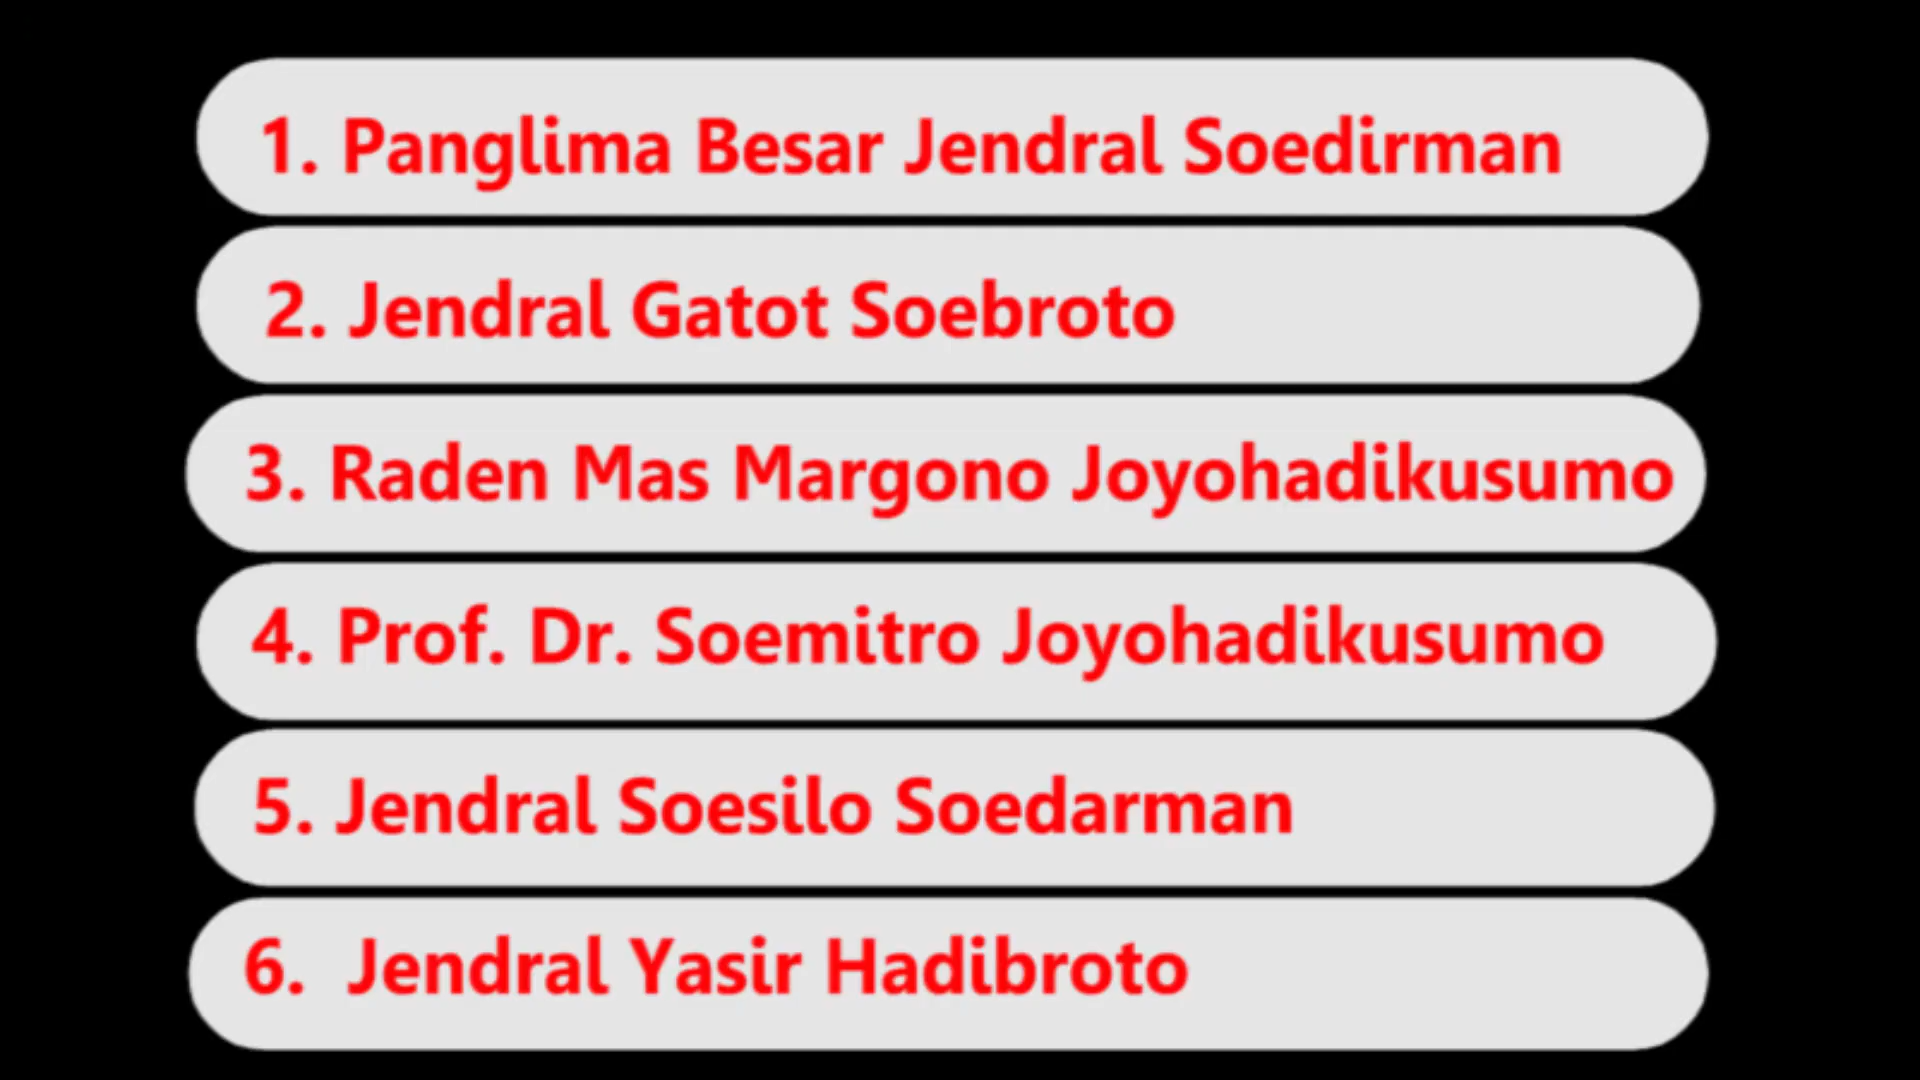 1. Panglima Besar Jendral Soedirman
2. Jendral Gatot Soebroto
3. Raden Mas Margono Joyohadikusumo
4. Prof. Dr. Soemitro Joyohadikusumo
5. Jendral Soesilo Soedarman
6. Jendral Yasir Hadibroto